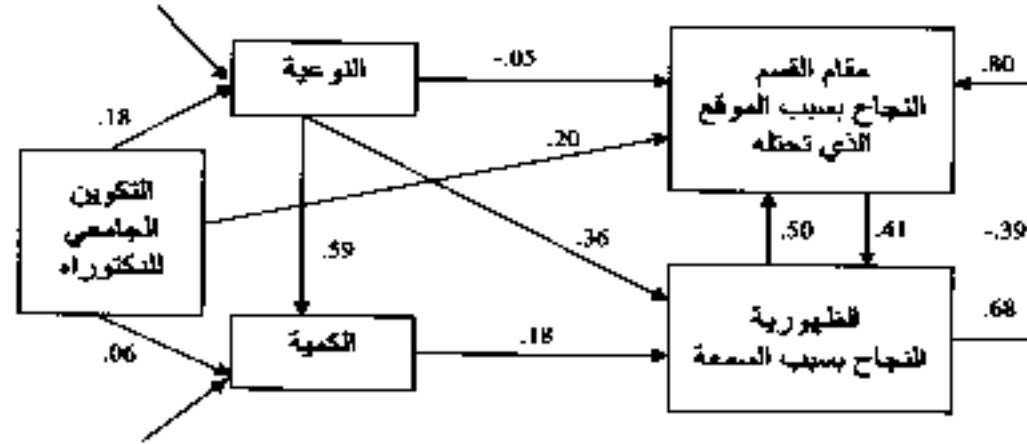 النوعية
-.05
مقام القسم
النجاح بسبب الموقع
الذي تحتله
.80
.18
.20
التكوين
الجامعي
للدكتوراه
.59
.36
.50
.41
-.39
.06
الكمية
.18
الظهورية
النجاح بسبب السمعة
.68